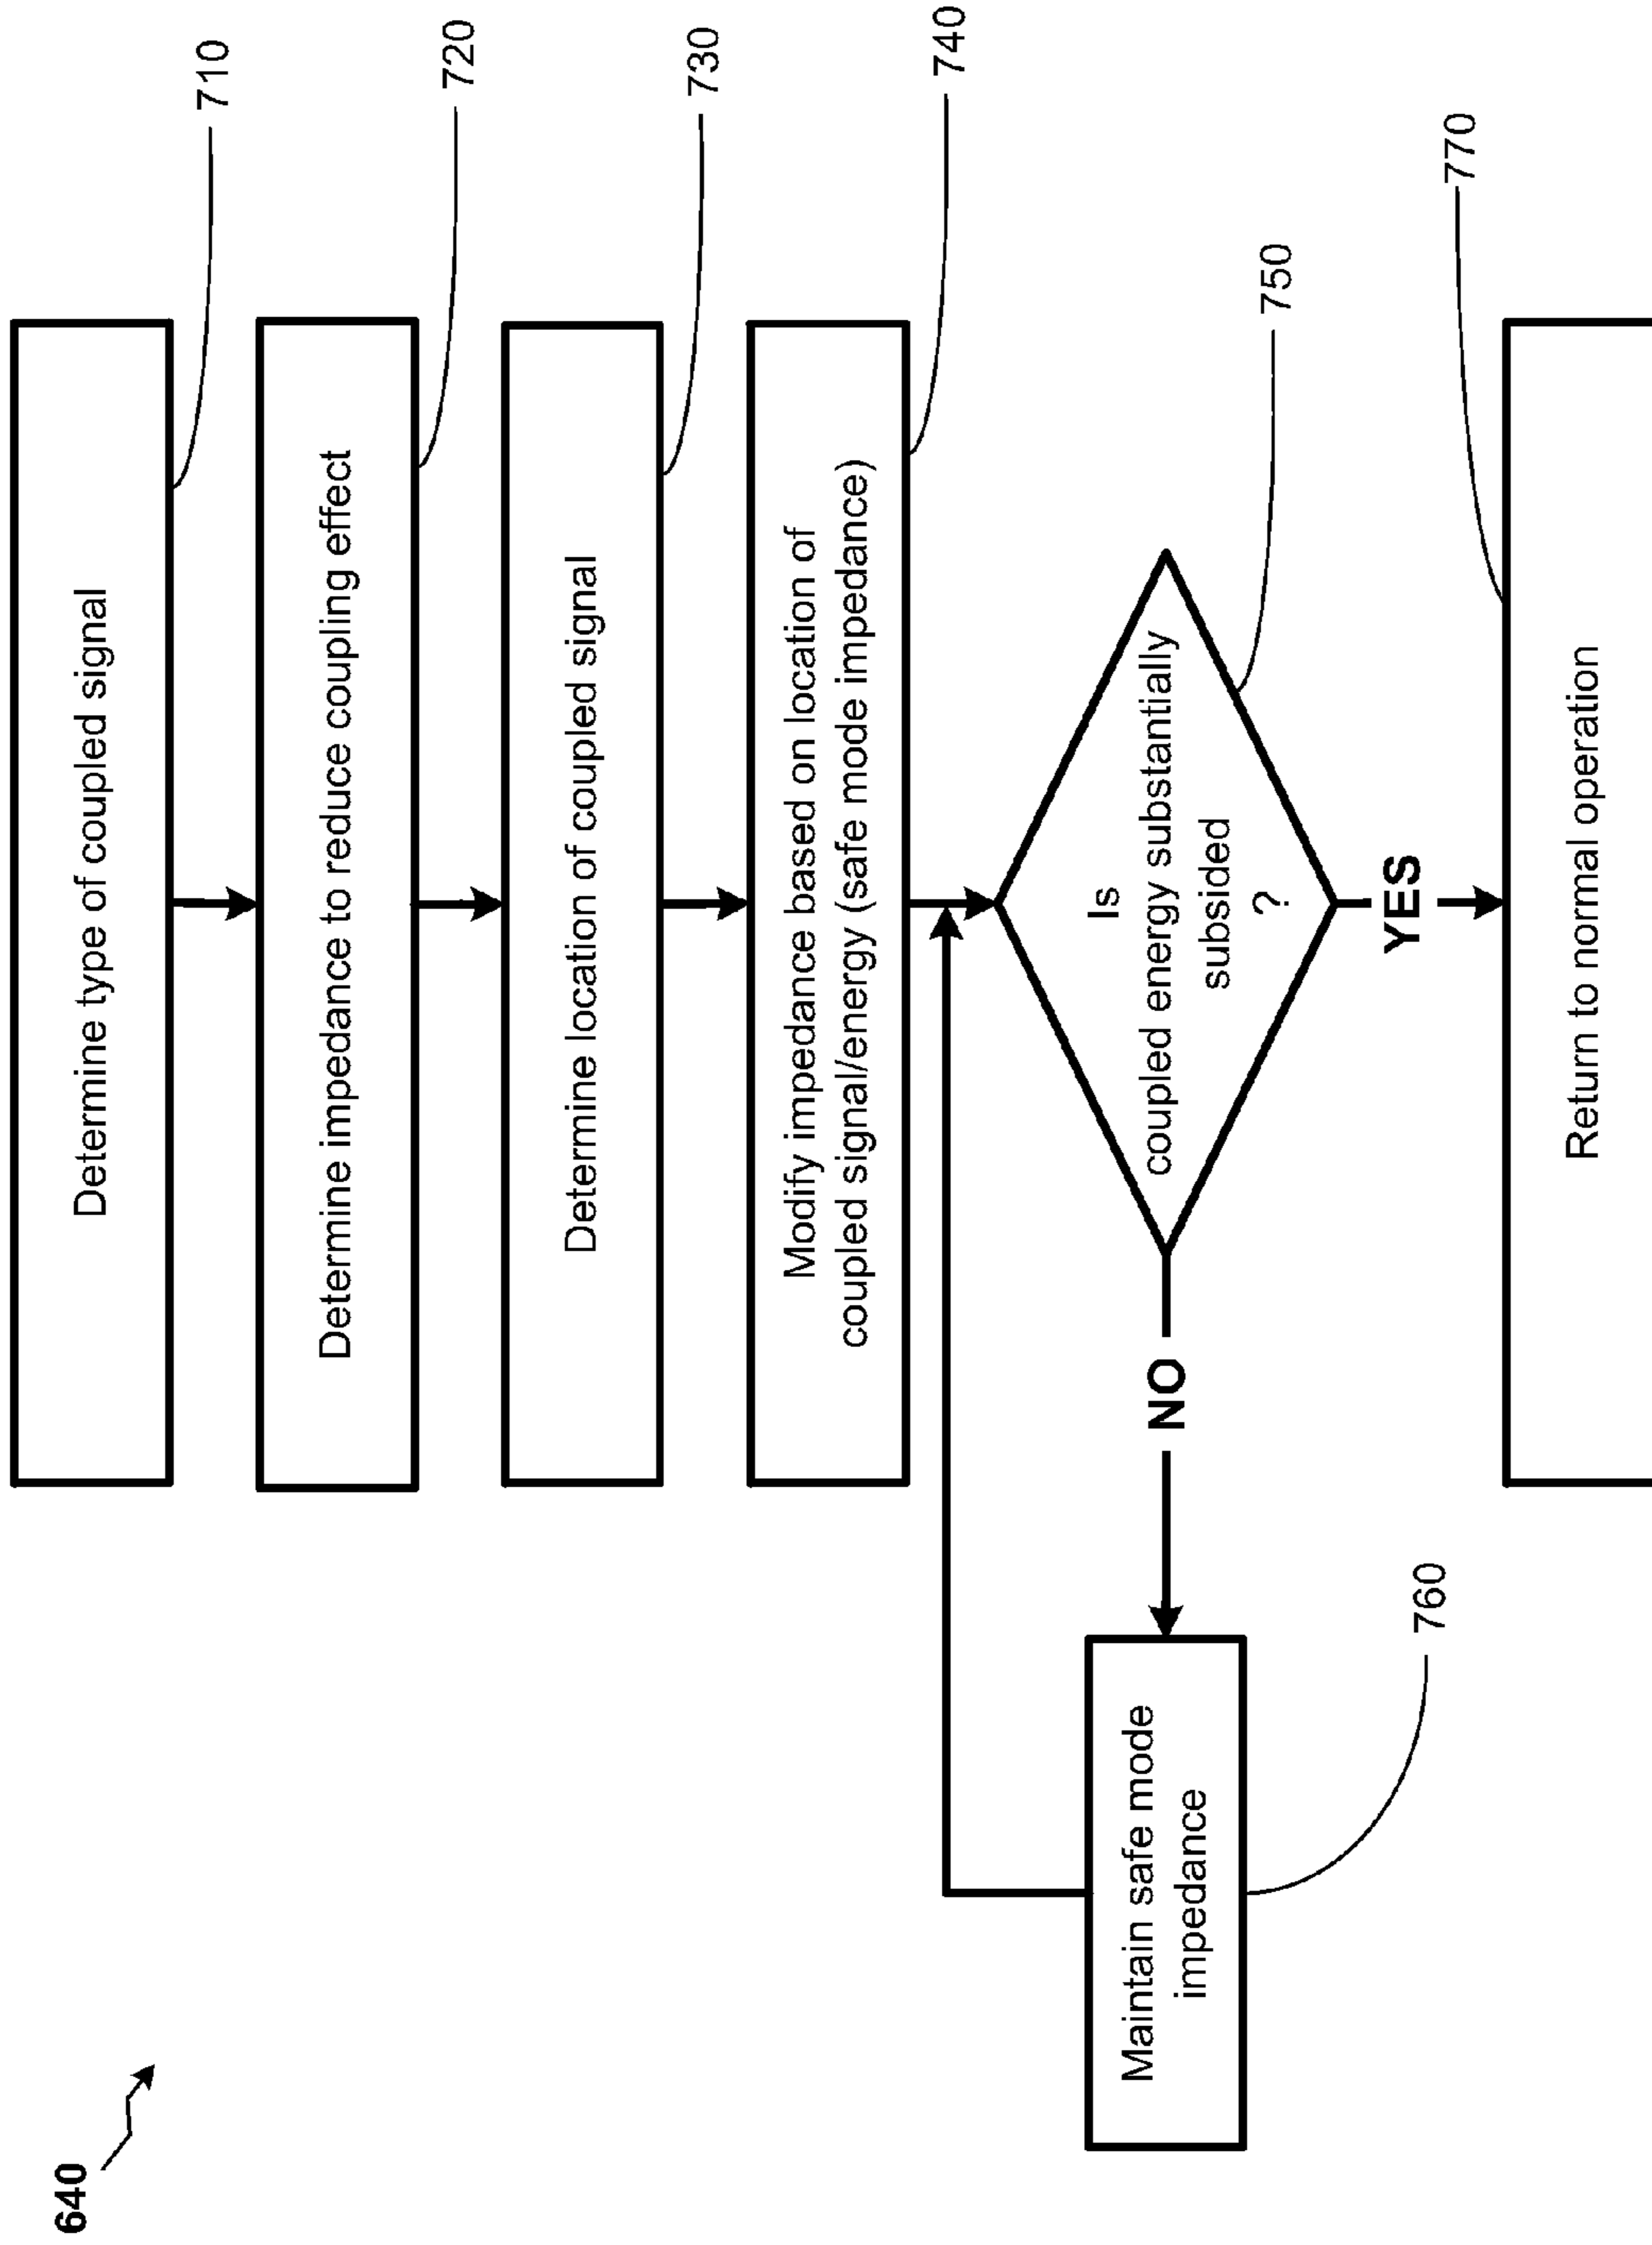 640
Determine type of coupled signal
710
Determine impedance to reduce coupling effect
720
Determine location of coupled signal
730
Modify impedance based on location of
coupled signal/energy (safe mode impedance)
740
Is
coupled energy substantially
subsided
?
750
NO
Maintain safe mode
impedance
760
YES
Return to normal operation
770